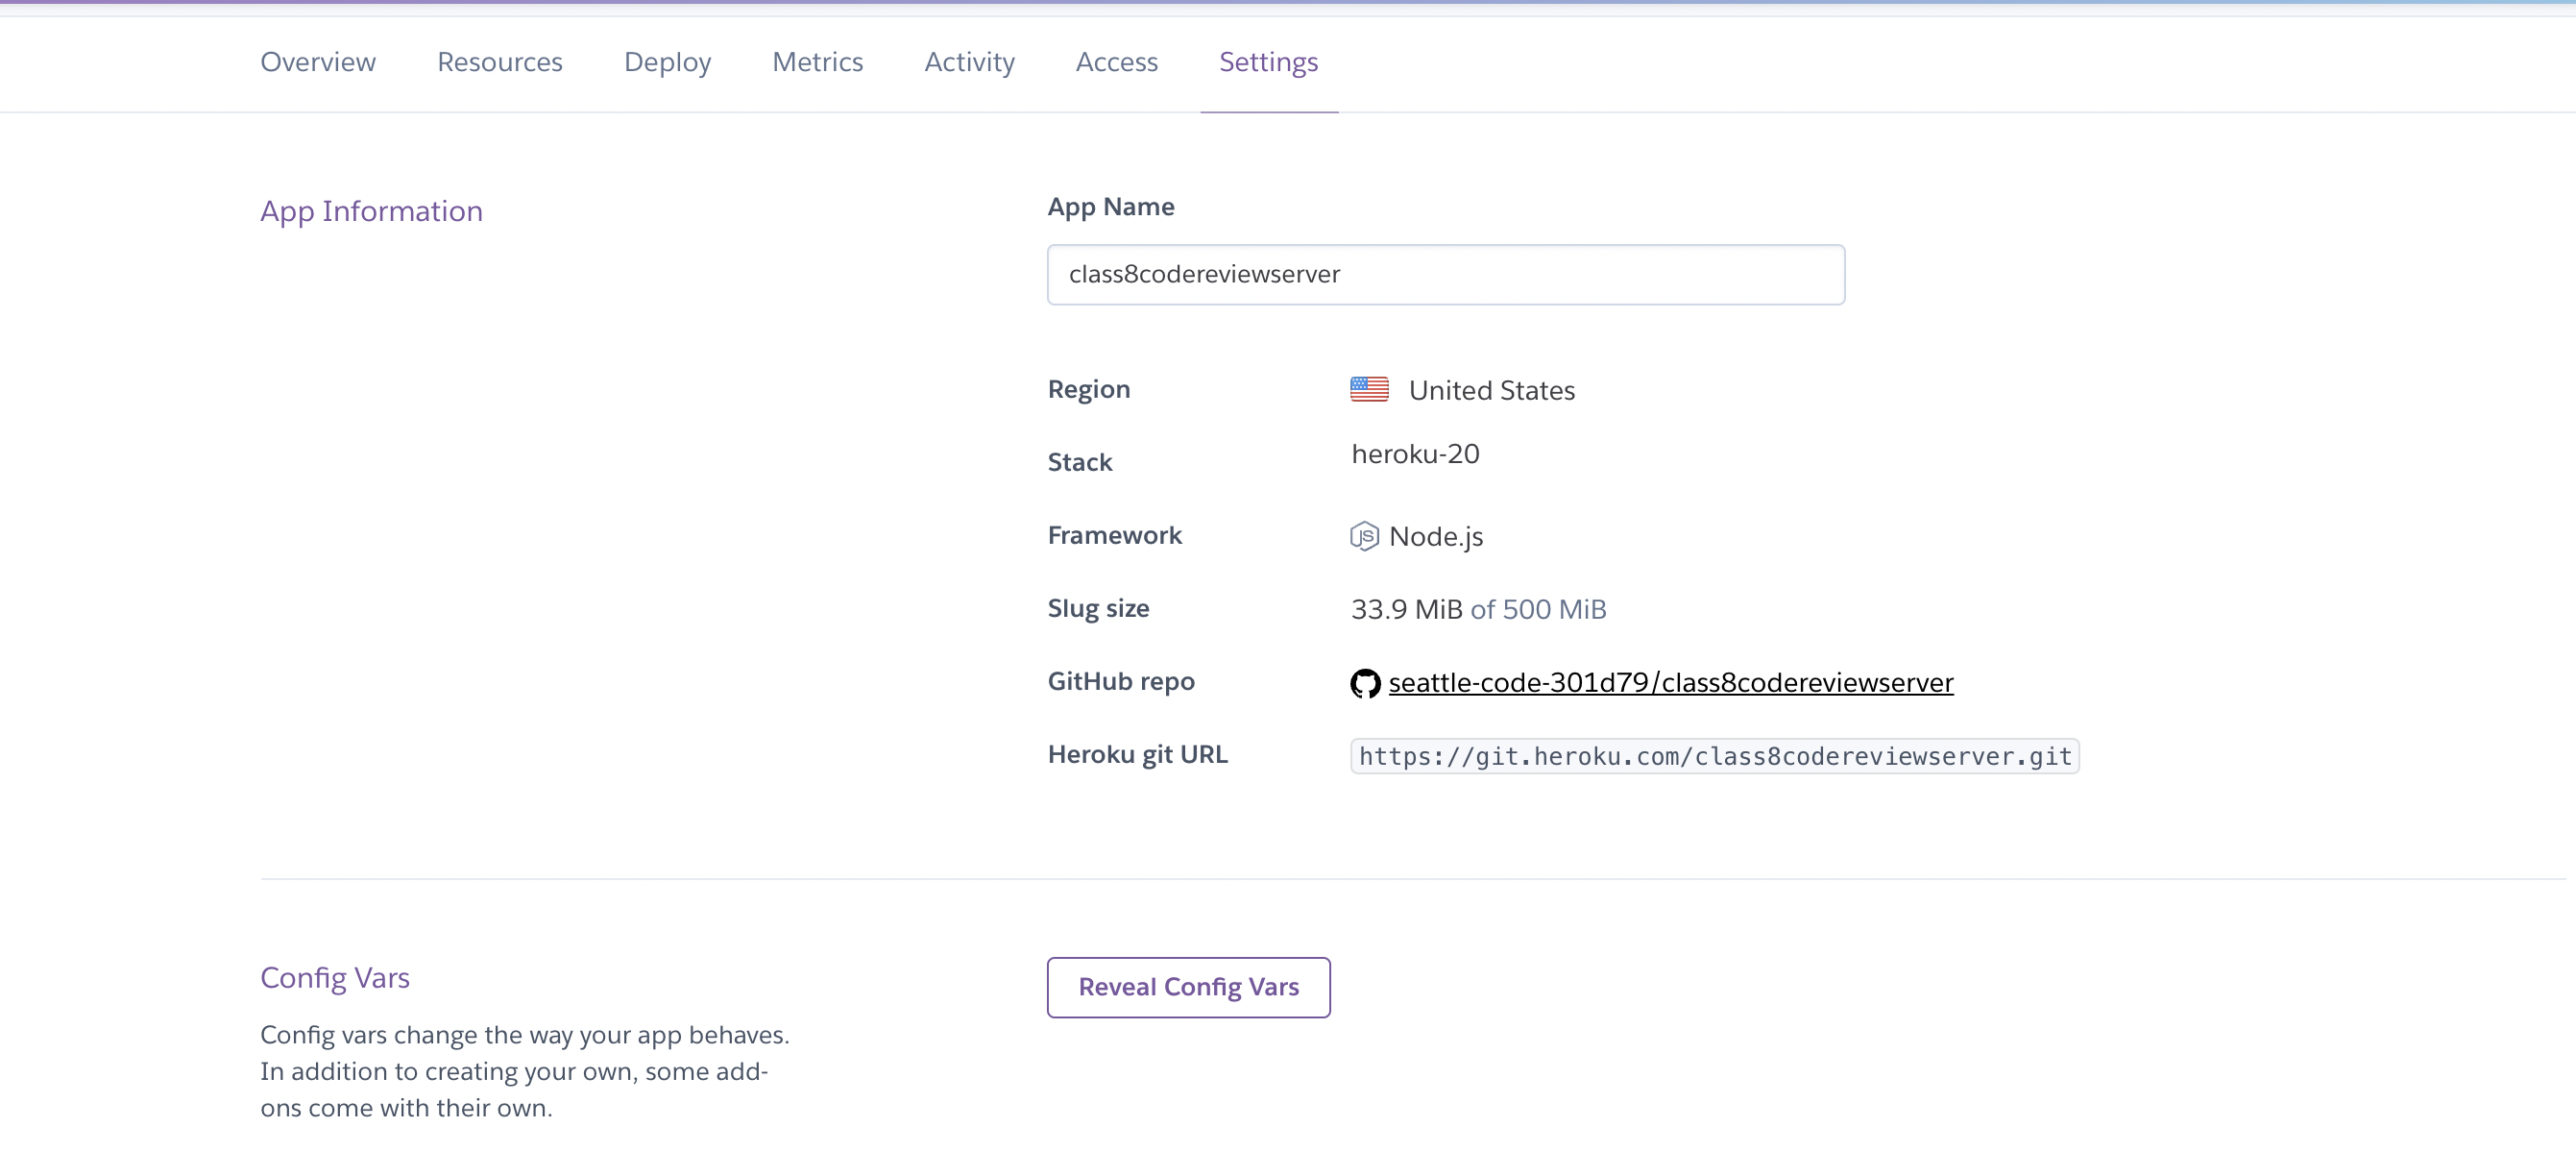 Overview Resources Deploy Metrics Activity Access Settings
App Information
App Name
class8codereviewserver
Region United States
Stack heroku-20
Framework Node.js
Slug size 33.9 MiB of 500 MiB
GitHub repo seattle-code-301d79/class8codereviewserver
Heroku git URL https://git.heroku.com/class8codereviewserver.git
Config Vars
Reveal Config Vars
Config vars change the way your app behaves.
In addition to creating your own, some add-
ons come with their own.